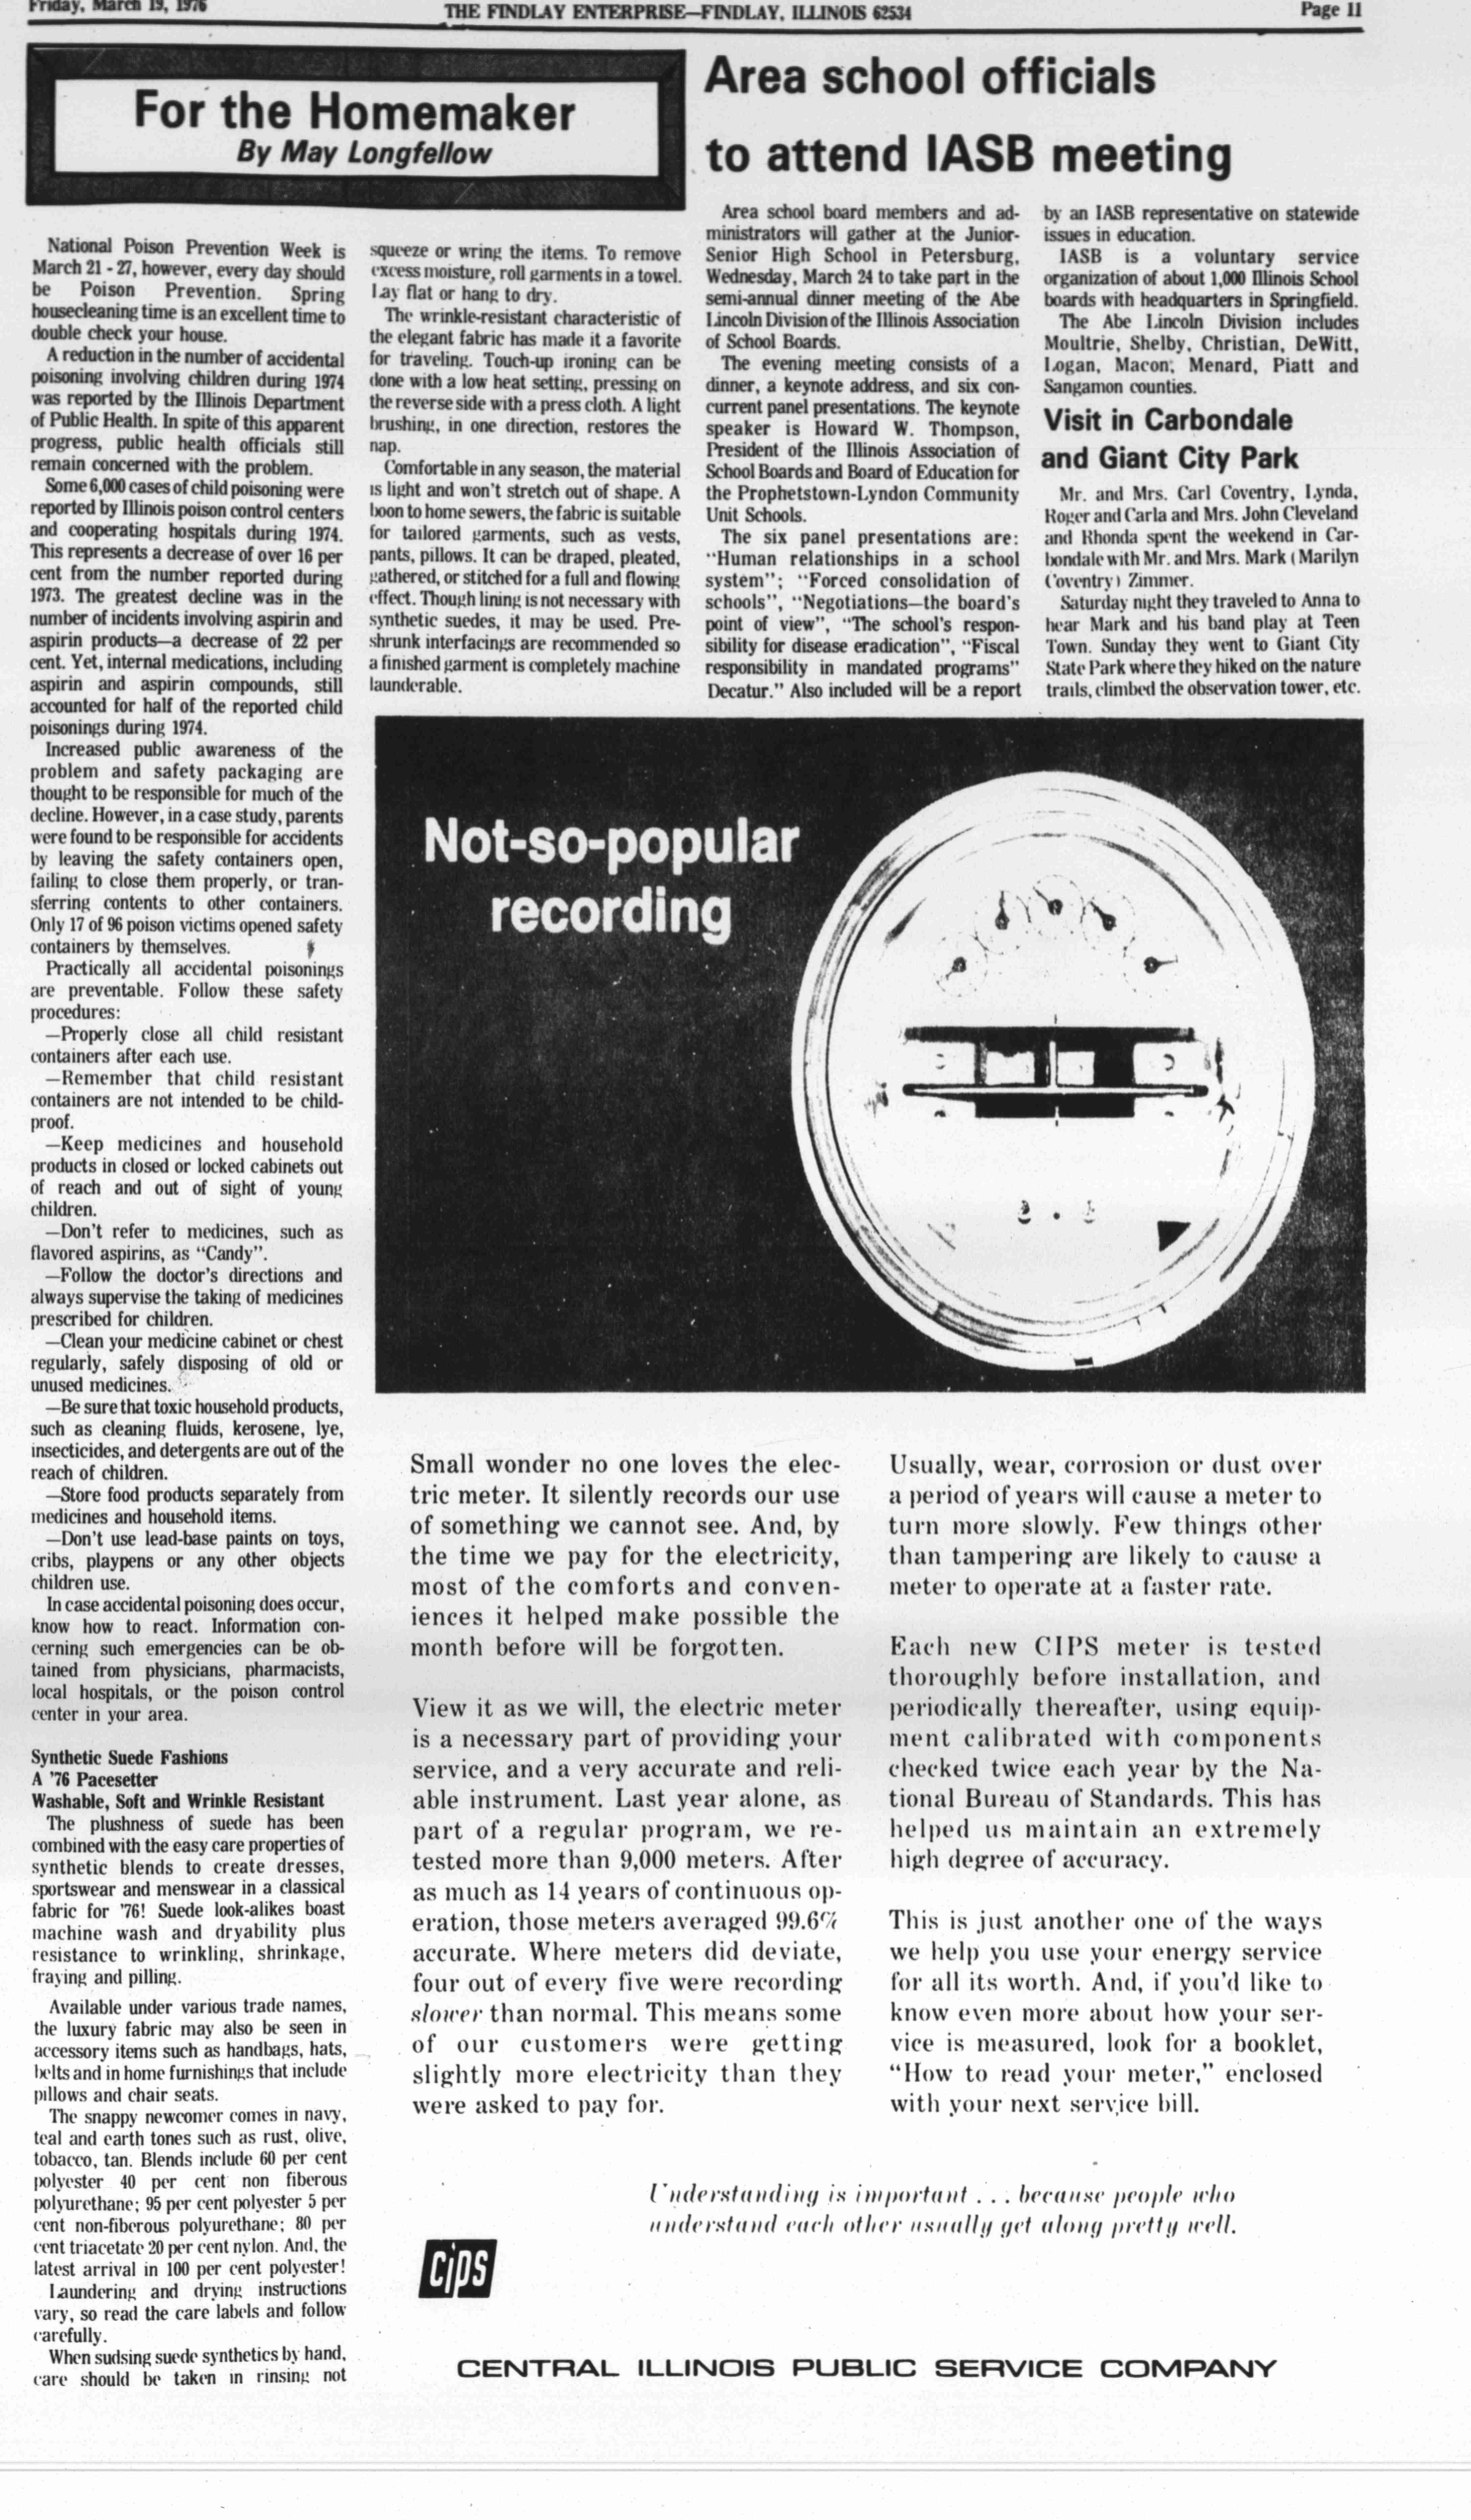 Friday, March 19, 1976
THE FINDLAY ENTERPRISE—FINDLAY, ILLINOIS 62534
Page 11
For the Homemaker
By May Longfellow
National Poison Prevention Week is
March 21 - 27, however, every day should
be Poison Prevention. Spring
housecleaning time is an excellent time to
double check your house.
A reduction in the number of accidental
poisoning involving children during 1974
was reported by the Illinois Department
of Public Health. In spite of this apparent
progress, public health officials still
remain concerned with the problem.
Some 6,000 cases of child poisoning were
reported by Illinois poison control centers
and cooperating hospitals during 1974.
This represents a decrease of over 16 per
cent from the number reported during
1973. The greatest decline was in the
number of incidents involving aspirin and
aspirin products—a decrease of 22 per
cent. Yet, internal medications, including
aspirin and aspirin compounds, still
accounted for half of the reported child
poisonings during 1974.
Increased public awareness of the
problem and safety packaging are
thought to be responsible for much of the
decline. However, in a case study, parents
were found to be responsible for accidents
by leaving the safety containers open,
failing to close them properly, or tran-
sferring contents to other containers.
Only 17 of 96 poison victims opened safety
containers by themselves.
Practically all accidental poisonings
are preventable. Follow these safety
procedures:
—Properly close all child resistant
containers after each use.
—Remember that child resistant
containers are not intended to be child-
proof.
—Keep medicines and household
products in closed or locked cabinets out
of reach and out of sight of young
children.
—Don't refer to medicines, such as
flavored aspirins, as "Candy".
—Follow the doctor's directions and
always supervise the taking of medicines
prescribed for children.
—Clean your medicine cabinet or chest
regularly, safely disposing of old or
unused medicines.
—Be sure that toxic household products,
such as cleaning fluids, kerosene, lye,
insecticides, and detergents are out of the
reach of children.
—Store food products separately from
medicines and household items.
—Don't use lead-base paints on toys,
cribs, playpens or any other objects
children use.
In case accidental poisoning does occur,
know how to react. Information con-
cerning such emergencies can be ob-
tained from physicians, pharmacists,
local hospitals, or the poison control
center in your area.
Synthetic Suede Fashions
A '76 Pacesetter
Washable, Soft and Wrinkle Resistant
The plushness of suede has been
combined with the easy care properties of
synthetic blends to create dresses,
sportswear and menswear in a classical
fabric for '76! Suede look-alikes boast
machine wash and dryability plus
resistance to wrinkling, shrinkage,
fraying and pilling.
Available under various trade names,
the luxury fabric may also be seen in
accessory items such as handbags, hats,
belts and in home furnishings that include
pillows and chair seats.
The snappy newcomer comes in navy,
teal and earth tones such as rust, olive,
tobacco, tan. Blends include 60 per cent
polyester 40 per cent non fiberous
polyurethane; 95 per cent polyester 5 per
cent non-fiberous polyurethane; 80 per
cent triacetate 20 per cent nylon. And, the
latest arrival in 100 per cent polyester!
Laundering and drying instructions
vary, so read the care labels and follow
carefully.
When sudsing suede synthetics by hand,
care should be taken in rinsing not
squeeze or wring the items. To remove
excess moisture, roll garments in a towel.
Lay flat or hang to dry.
The wrinkle-resistant characteristic of
the elegant fabric has made it a favorite
for traveling. Touch-up ironing can be
done with a low heat setting, pressing on
the reverse side with a press cloth. A light
brushing, in one direction, restores the
nap.
Comfortable in any season, the material
is light and won't stretch out of shape. A
boon to home sewers, the fabric is suitable
for tailored garments, such as vests,
pants, pillows. It can be draped, pleated,
gathered, or stitched for a full and flowing
effect. Though lining is not necessary with
synthetic suedes, it may be used. Pre-
shrunk interfacings are recommended so
a finished garment is completely machine
launderable.
Area school officials
to attend IASB meeting
Area school board members and ad-
ministrators will gather at the Junior-
Senior High School in Petersburg,
Wednesday, March 24 to take part in the
semi-annual dinner meeting of the Abe
Lincoln Division of the Illinois Association
of School Boards.
The evening meeting consists of a
dinner, a keynote address, and six con-
current panel presentations. The keynote
speaker is Howard W. Thompson,
President of the Illinois Association of
School Boards and Board of Education for
the Prophetstown-Lyndon Community
Unit Schools.
The six panel presentations are:
"Human relationships in a school
system"; "Forced consolidation of
schools", "Negotiations—the board's
point of view", "The school's respon-
sibility for disease eradication", "Fiscal
responsibility in mandated programs"
Decatur." Also included will be a report
by an IASB representative on statewide
issues in education.
IASB is a voluntary service
organization of about 1,000 Illinois School
boards with headquarters in Springfield.
The Abe Lincoln Division includes
Moultrie, Shelby, Christian, DeWitt,
Logan, Macon, Menard, Piatt and
Sangamon counties.
Visit in Carbondale
and Giant City Park
Mr. and Mrs. Carl Coventry, Lynda,
Roger and Carla and Mrs. John Cleveland
and Rhonda spent the weekend in Car-
bondale with Mr. and Mrs. Mark (Marilyn
Coventry) Zimmer.
Saturday night they traveled to Anna to
hear Mark and his band play at Teen
Town. Sunday they went to Giant City
State Park where they hiked on the nature
trails, climbed the observation tower, etc.
Not-so-popular
recording
Small wonder no one loves the elec-
tric meter. It silently records our use
of something we cannot see. And, by
the time we pay for the electricity,
most of the comforts and conven-
iences it helped make possible the
month before will be forgotten.
View it as we will, the electric meter
is a necessary part of providing your
service, and a very accurate and reli-
able instrument. Last year alone, as
part of a regular program, we re-
tested more than 9,000 meters. After
as much as 14 years of continuous op-
eration, those meters averaged 99.6%
accurate. Where meters did deviate,
four out of every five were recording
slower than normal. This means some
of our customers were getting
slightly more electricity than they
were asked to pay for.
Usually, wear, corrosion or dust over
a period of years will cause a meter to
turn more slowly. Few things other
than tampering are likely to cause a
meter to operate at a faster rate.
Each new CIPS meter is tested
thoroughly before installation, and
periodically thereafter, using equip-
ment calibrated with components
checked twice each year by the Na-
tional Bureau of Standards. This has
helped us maintain an extremely
high degree of accuracy.
This is just another one of the ways
we help you use your energy service
for all its worth. And, if you'd like to
know even more about how your ser-
vice is measured, look for a booklet,
"How to read your meter," enclosed
with your next service bill.
Understanding is important . . . because people who
understand each other usually get along pretty well.
CIPS
CENTRAL ILLINOIS PUBLIC SERVICE COMPANY